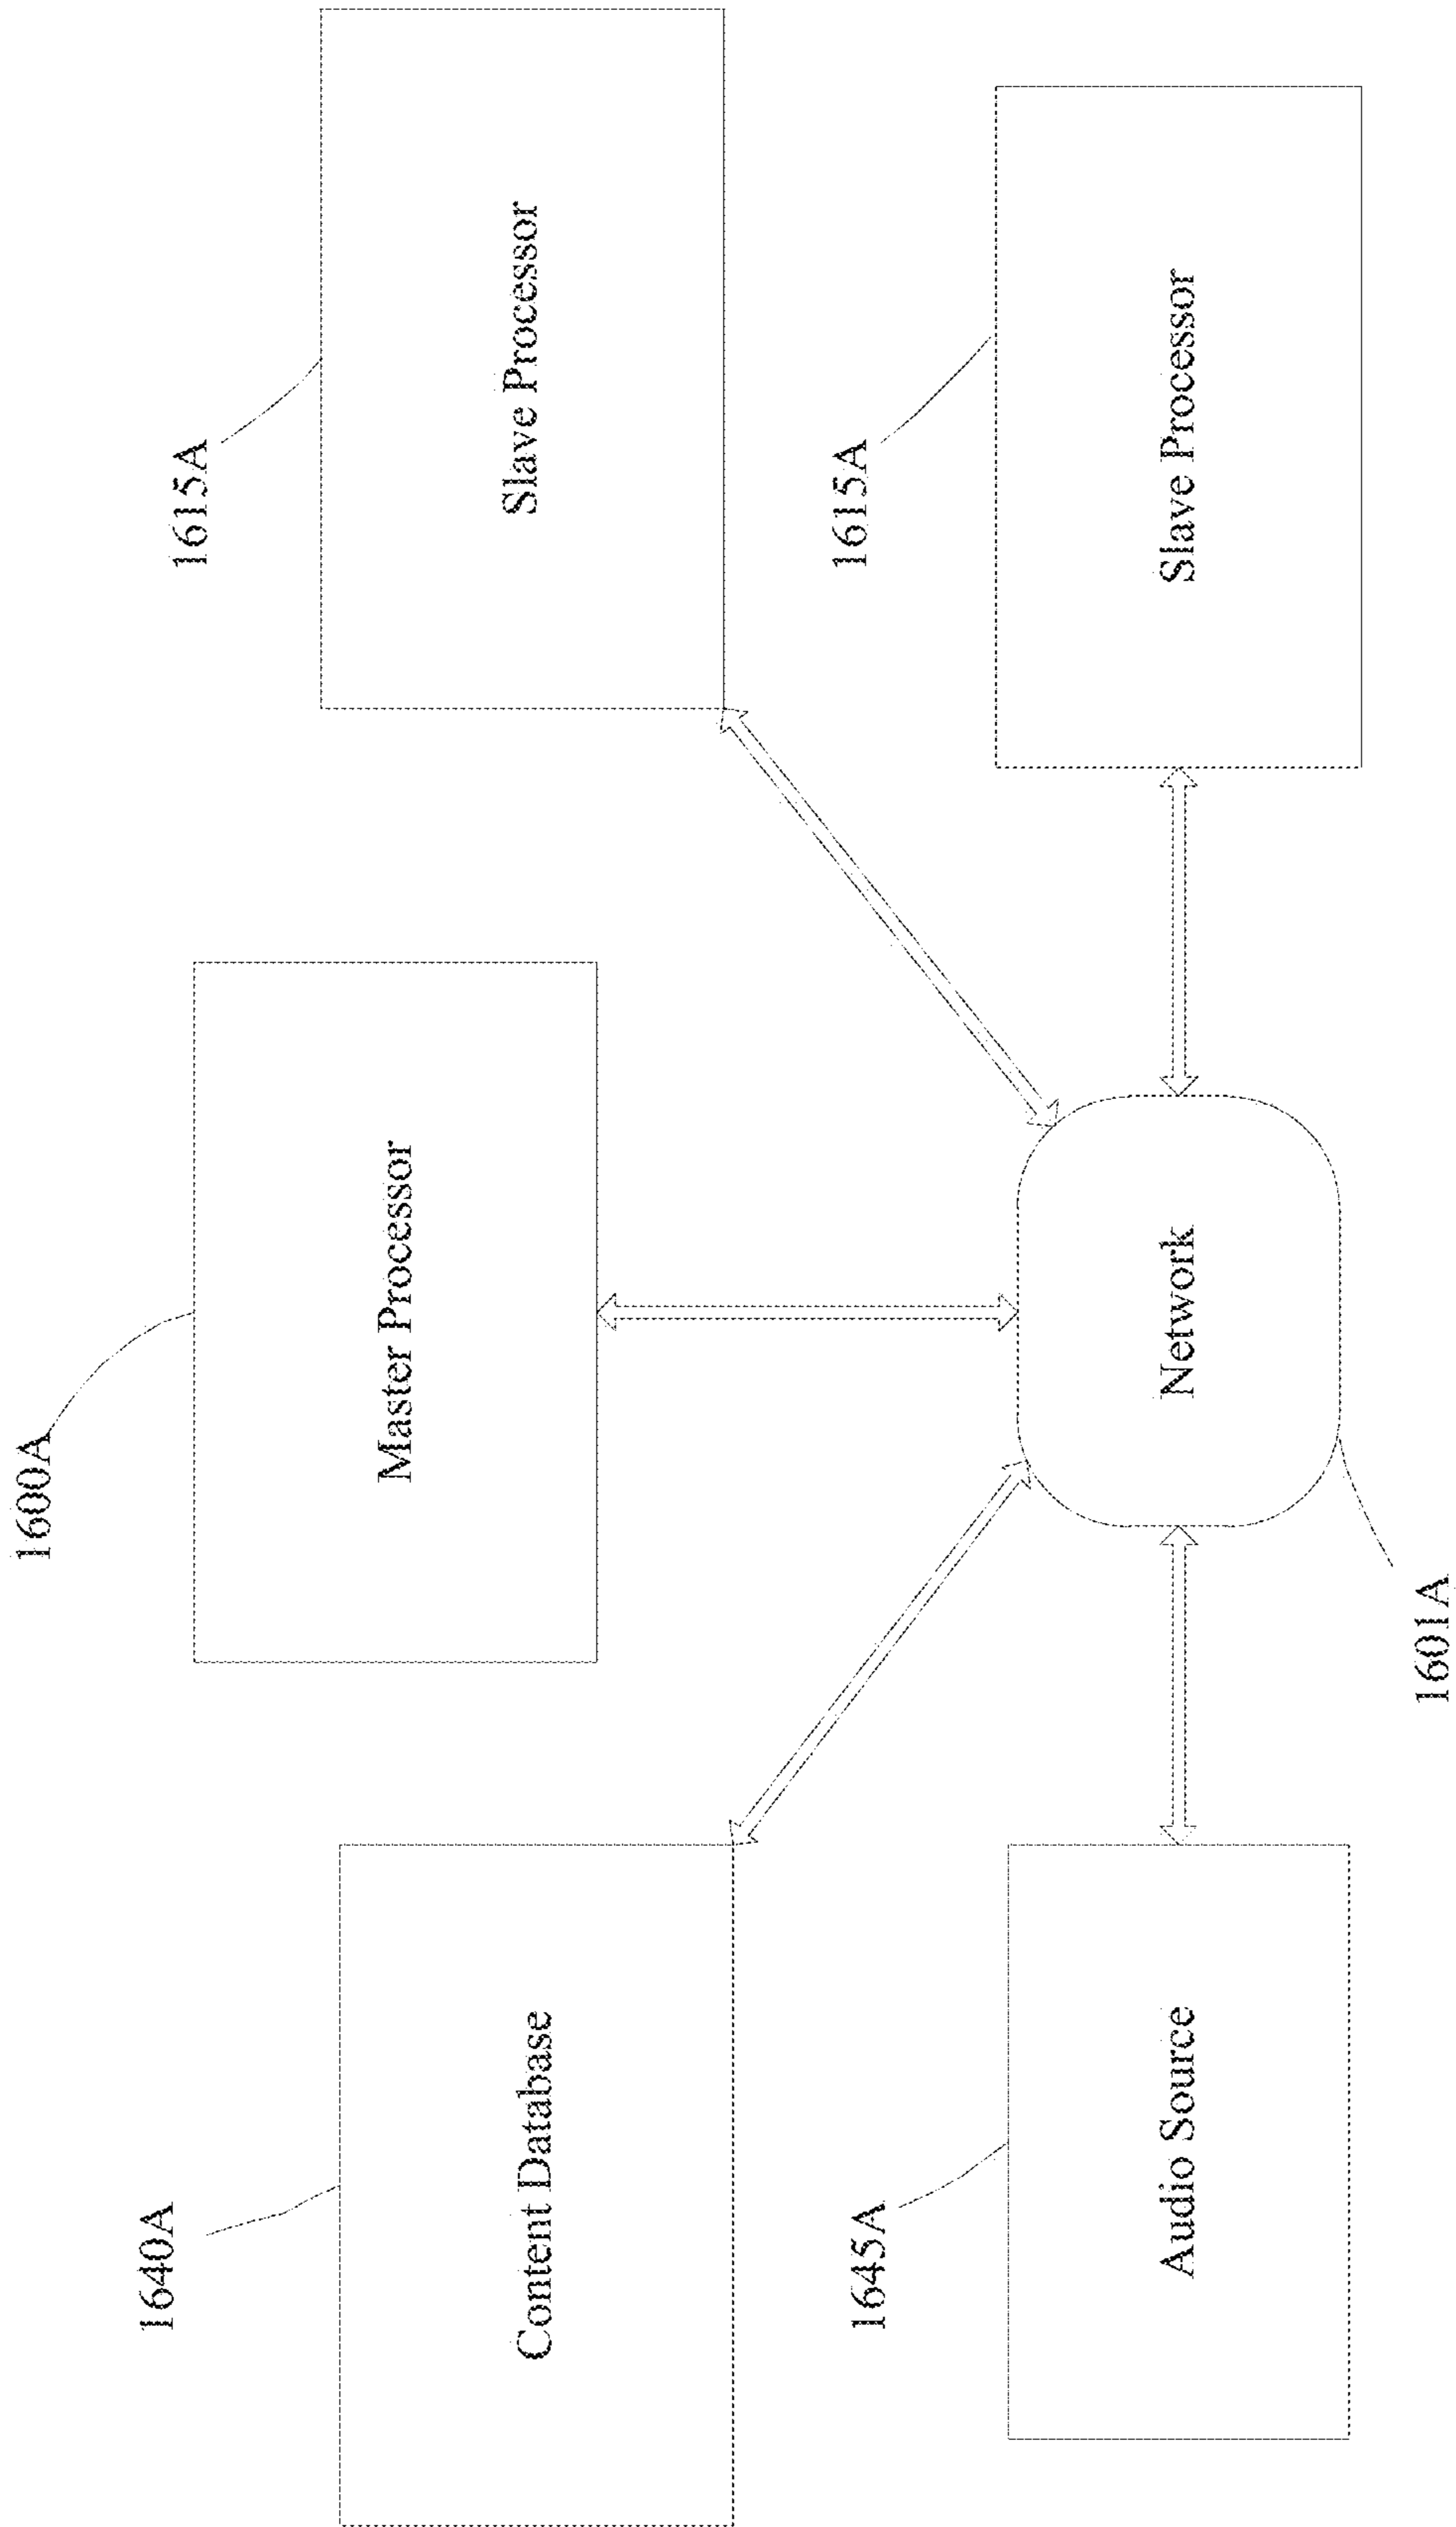 1600A
Master Processor
1640A
Content Database
1615A
Slave Processor
1645A
Audio Source
Network
1601A
1615A
Slave Processor